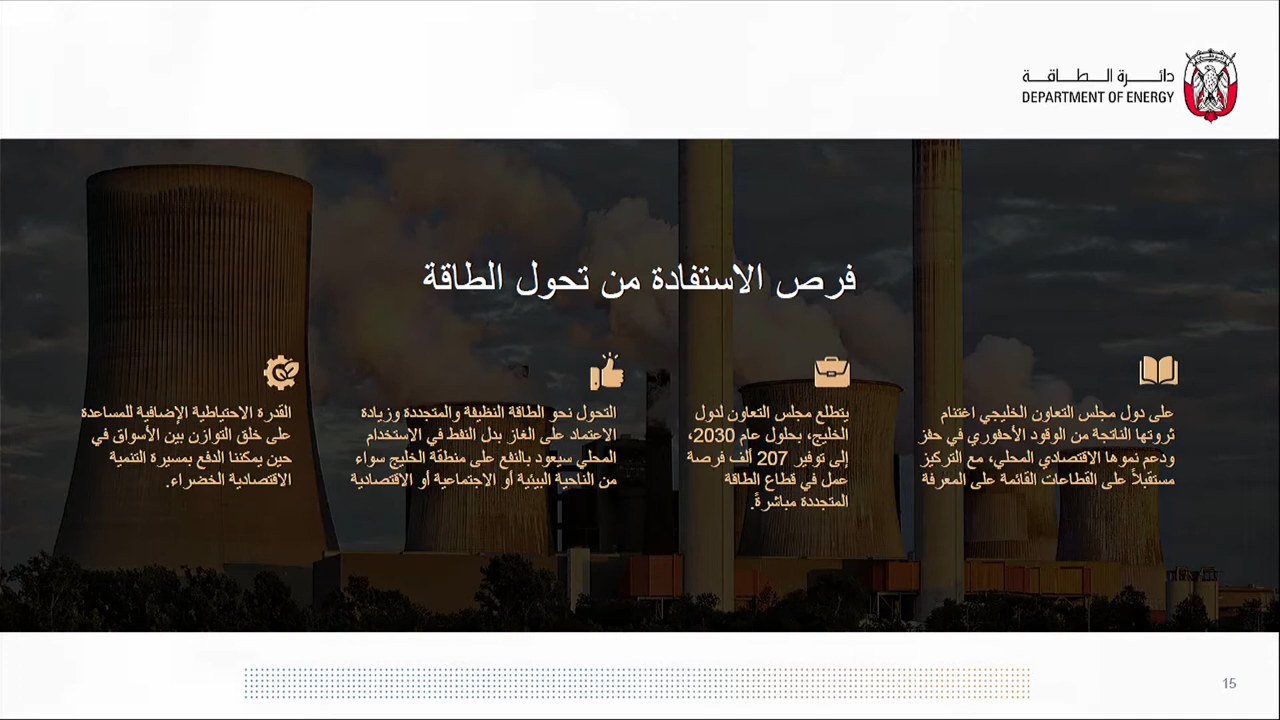 دائرة الطاقة
DEPARTMENT OF ENERGY
فرص الاستفادة من تحول الطاقة
على دول مجلس التعاون الخليجي اغتنام
ثروتها الناتجة من الوقود الأحفوري في حفز
ودعم نموها الاقتصادي المحلي، مع التركيز
مستقبلاً على القطاعات القائمة على المعرفة
يتطلع مجلس التعاون لدول
الخليج، بحلول عام 2030،
إلى توفير 207 ألف فرصة
عمل في قطاع الطاقة
المتجددة مباشرةً.
التحول نحو الطاقة النظيفة والمتجددة وزيادة
الاعتماد على الغاز بدل النفط في الاستخدام
المحلي سيعود بالنفع على منطقة الخليج سواء
من الناحية البيئية أو الاجتماعية أو الاقتصادية
القدرة الاحتياطية الإضافية للمساعدة
على خلق التوازن بين الأسواق في
حين يمكننا الدفع بمسيرة التنمية
الاقتصادية الخضراء.
15